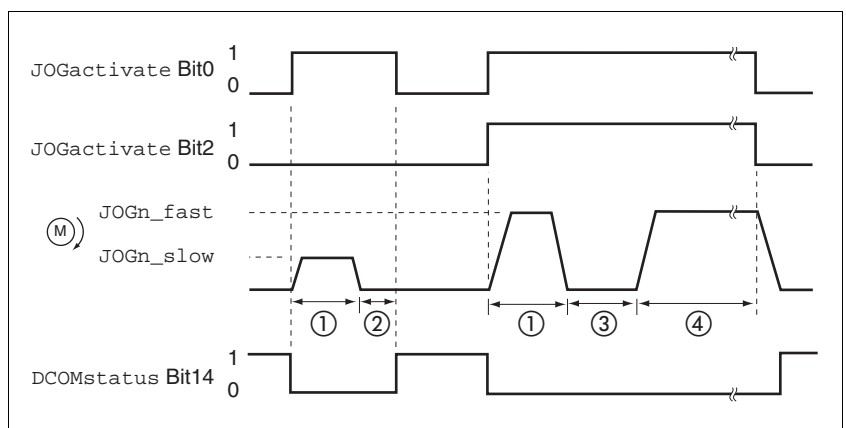 JOGactivate Bit0 1
0
JOGactivate Bit2 1
0
JOGn_fast
M
JOGn_slow
① ② ① ③ ④
DCOMstatus Bit14 1
0